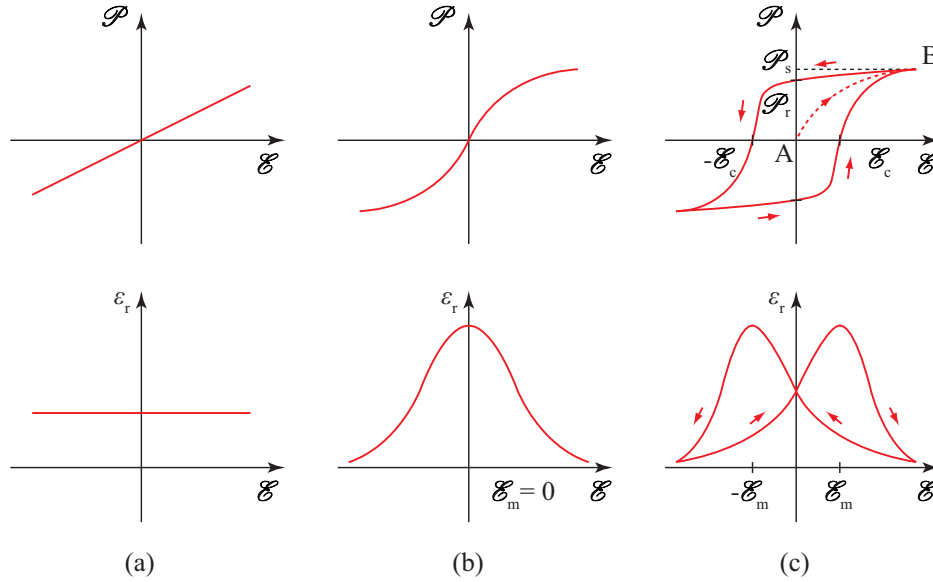 𝒫
ℰ
𝒫
ℰ
𝒫
B
𝒫s
𝒫r
-ℰc
A
ℰc
ℰ
εr
ℰ
εr
ℰm = 0
ℰ
εr
-ℰm
ℰm
ℰ
(a)
(b)
(c)